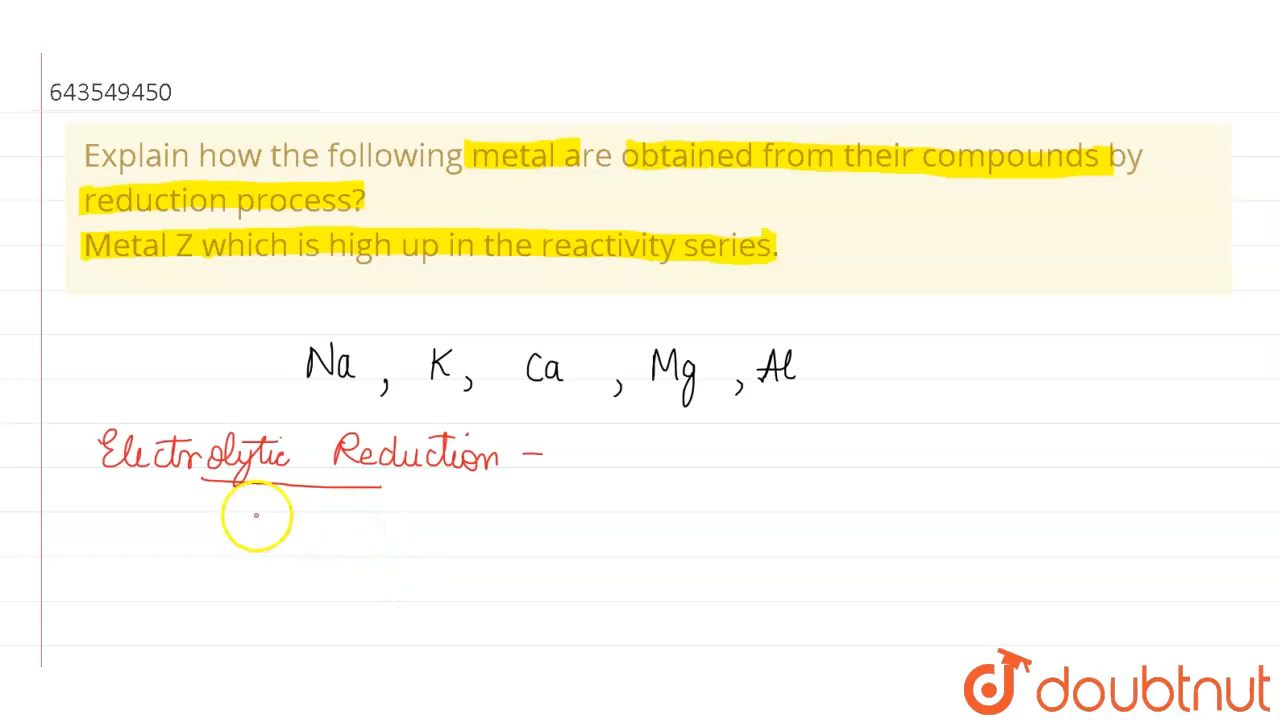 643549450
Explain how the following metal are obtained from their compounds by
reduction process?
Metal Z which is high up in the reactivity series.
Na , K, Ca , Mg , Al
Electrolytic Reduction -
doubtnut